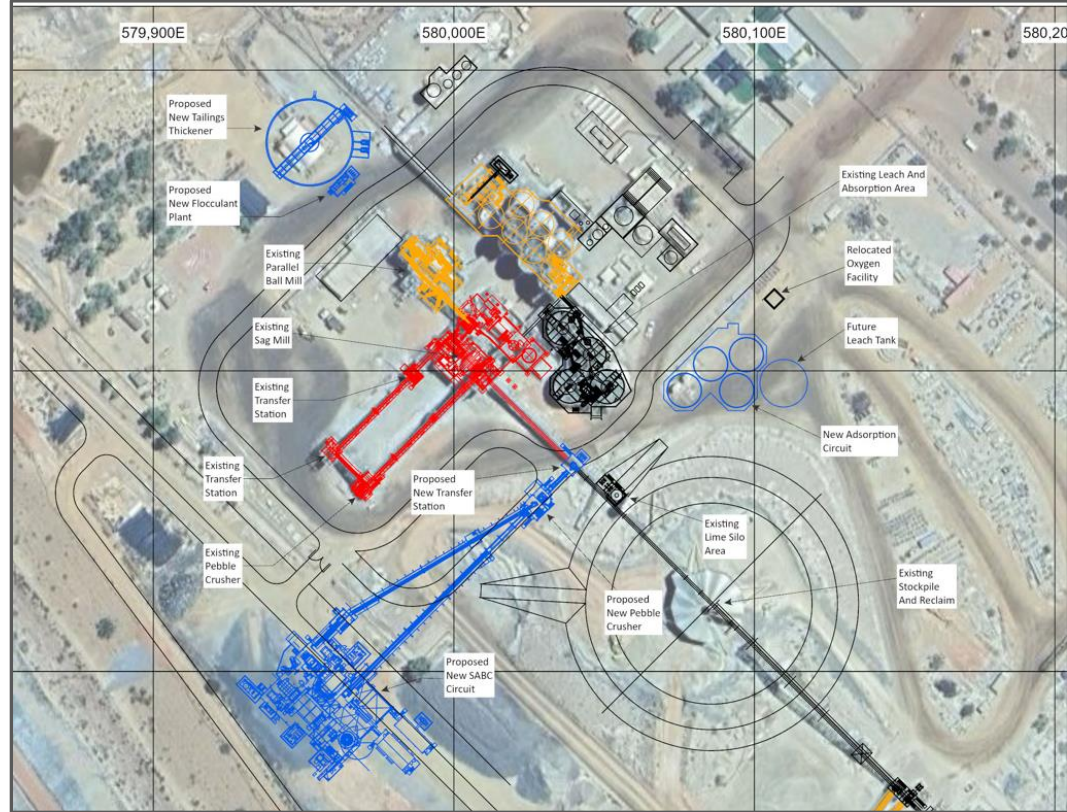 579,900E
580,000E
580,100E
580,20
Proposed
New Tailings
Thickener
Proposed
New Flocculant
Plant
Existing Leach And
Absorption Area
Existing
Parallel
Ball Mill
Relocated
Oxygen
Facility
Existing
Sag Mill
Future
Leach Tank
Existing
Transfer
Station
New Adsorption
Circuit
Existing
Transfer
Station
Proposed
New Transfer
Station
Existing
Lime Silo
Area
Existing
Pebble
Crusher
Existing
Stockpile
And Reclaim
Proposed
New Pebble
Crusher
Proposed
New SABC
Circuit